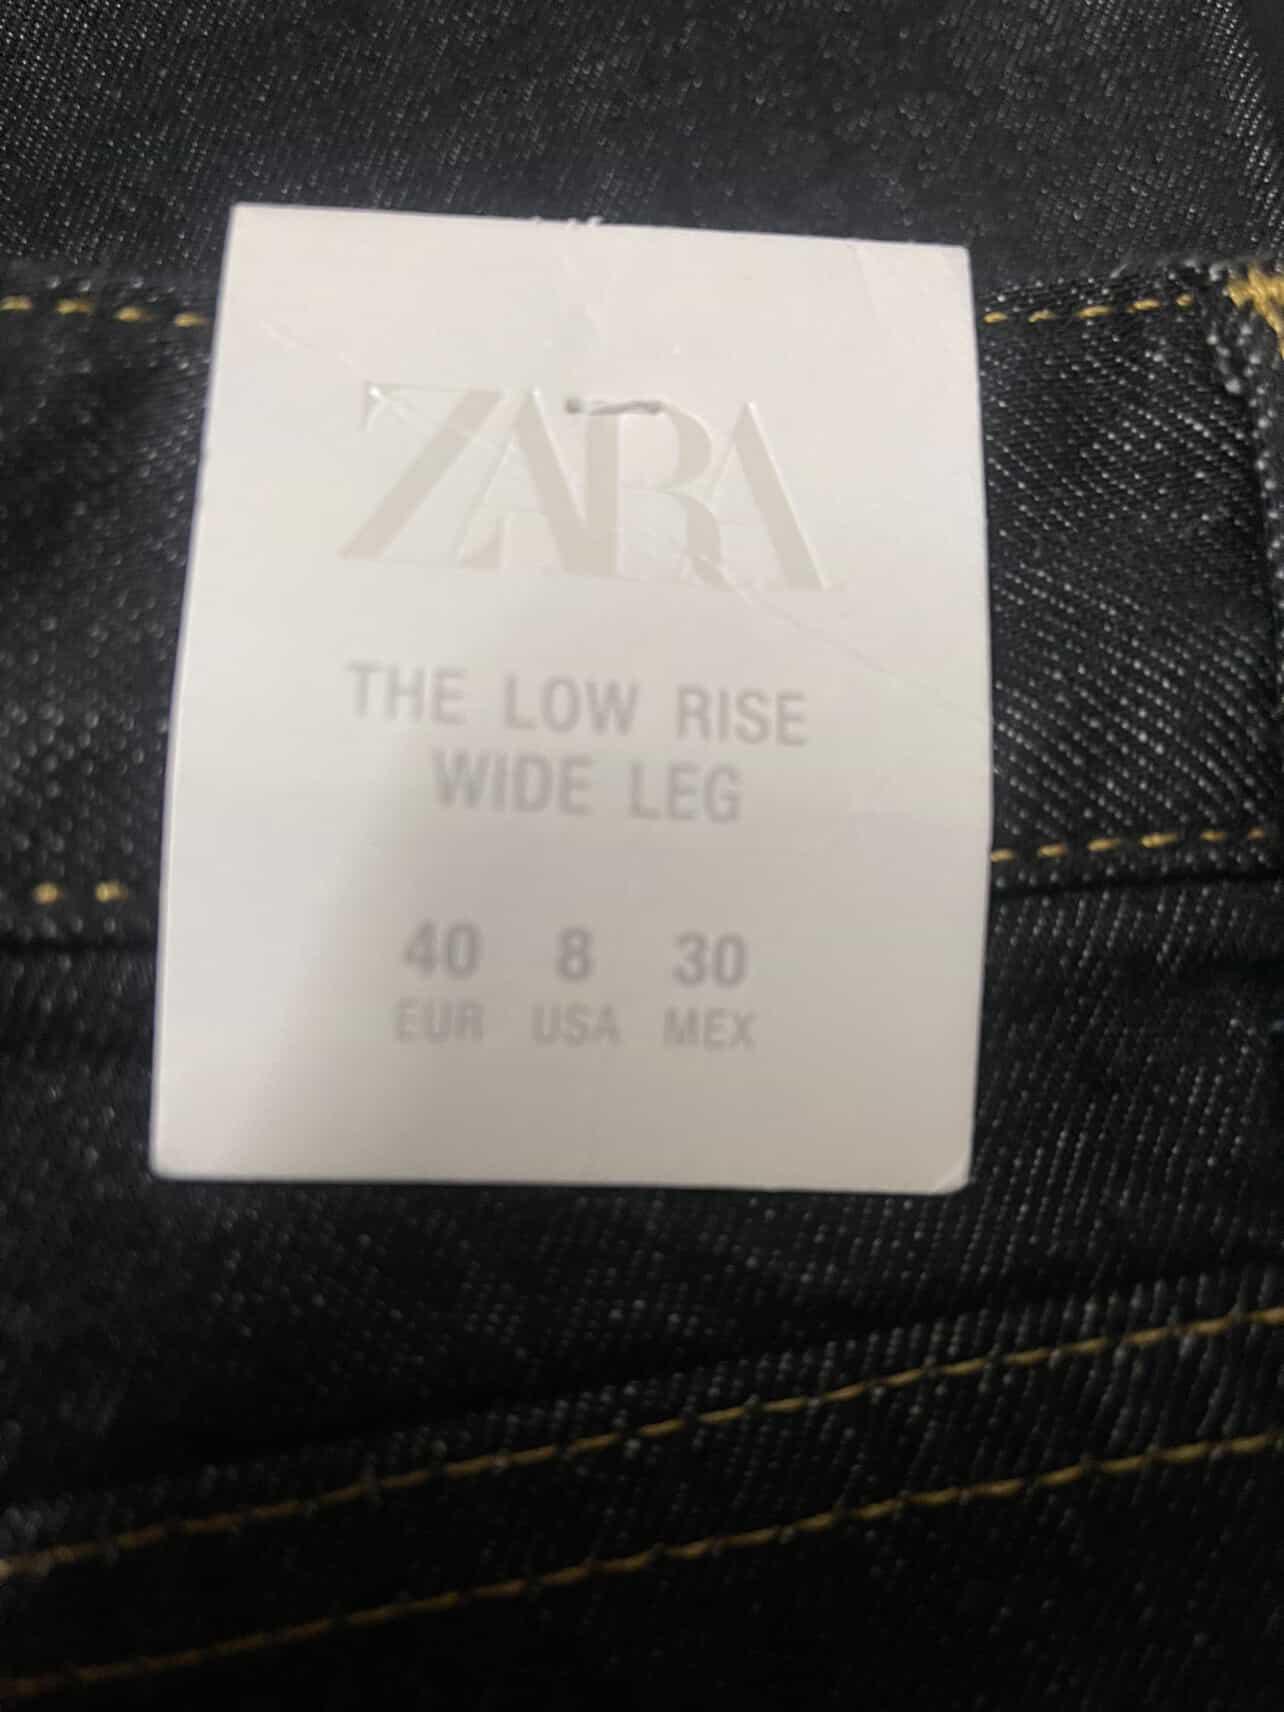 ZARA
THE LOW RISE
WIDE LEG
40 8 30
EUR USA MEX